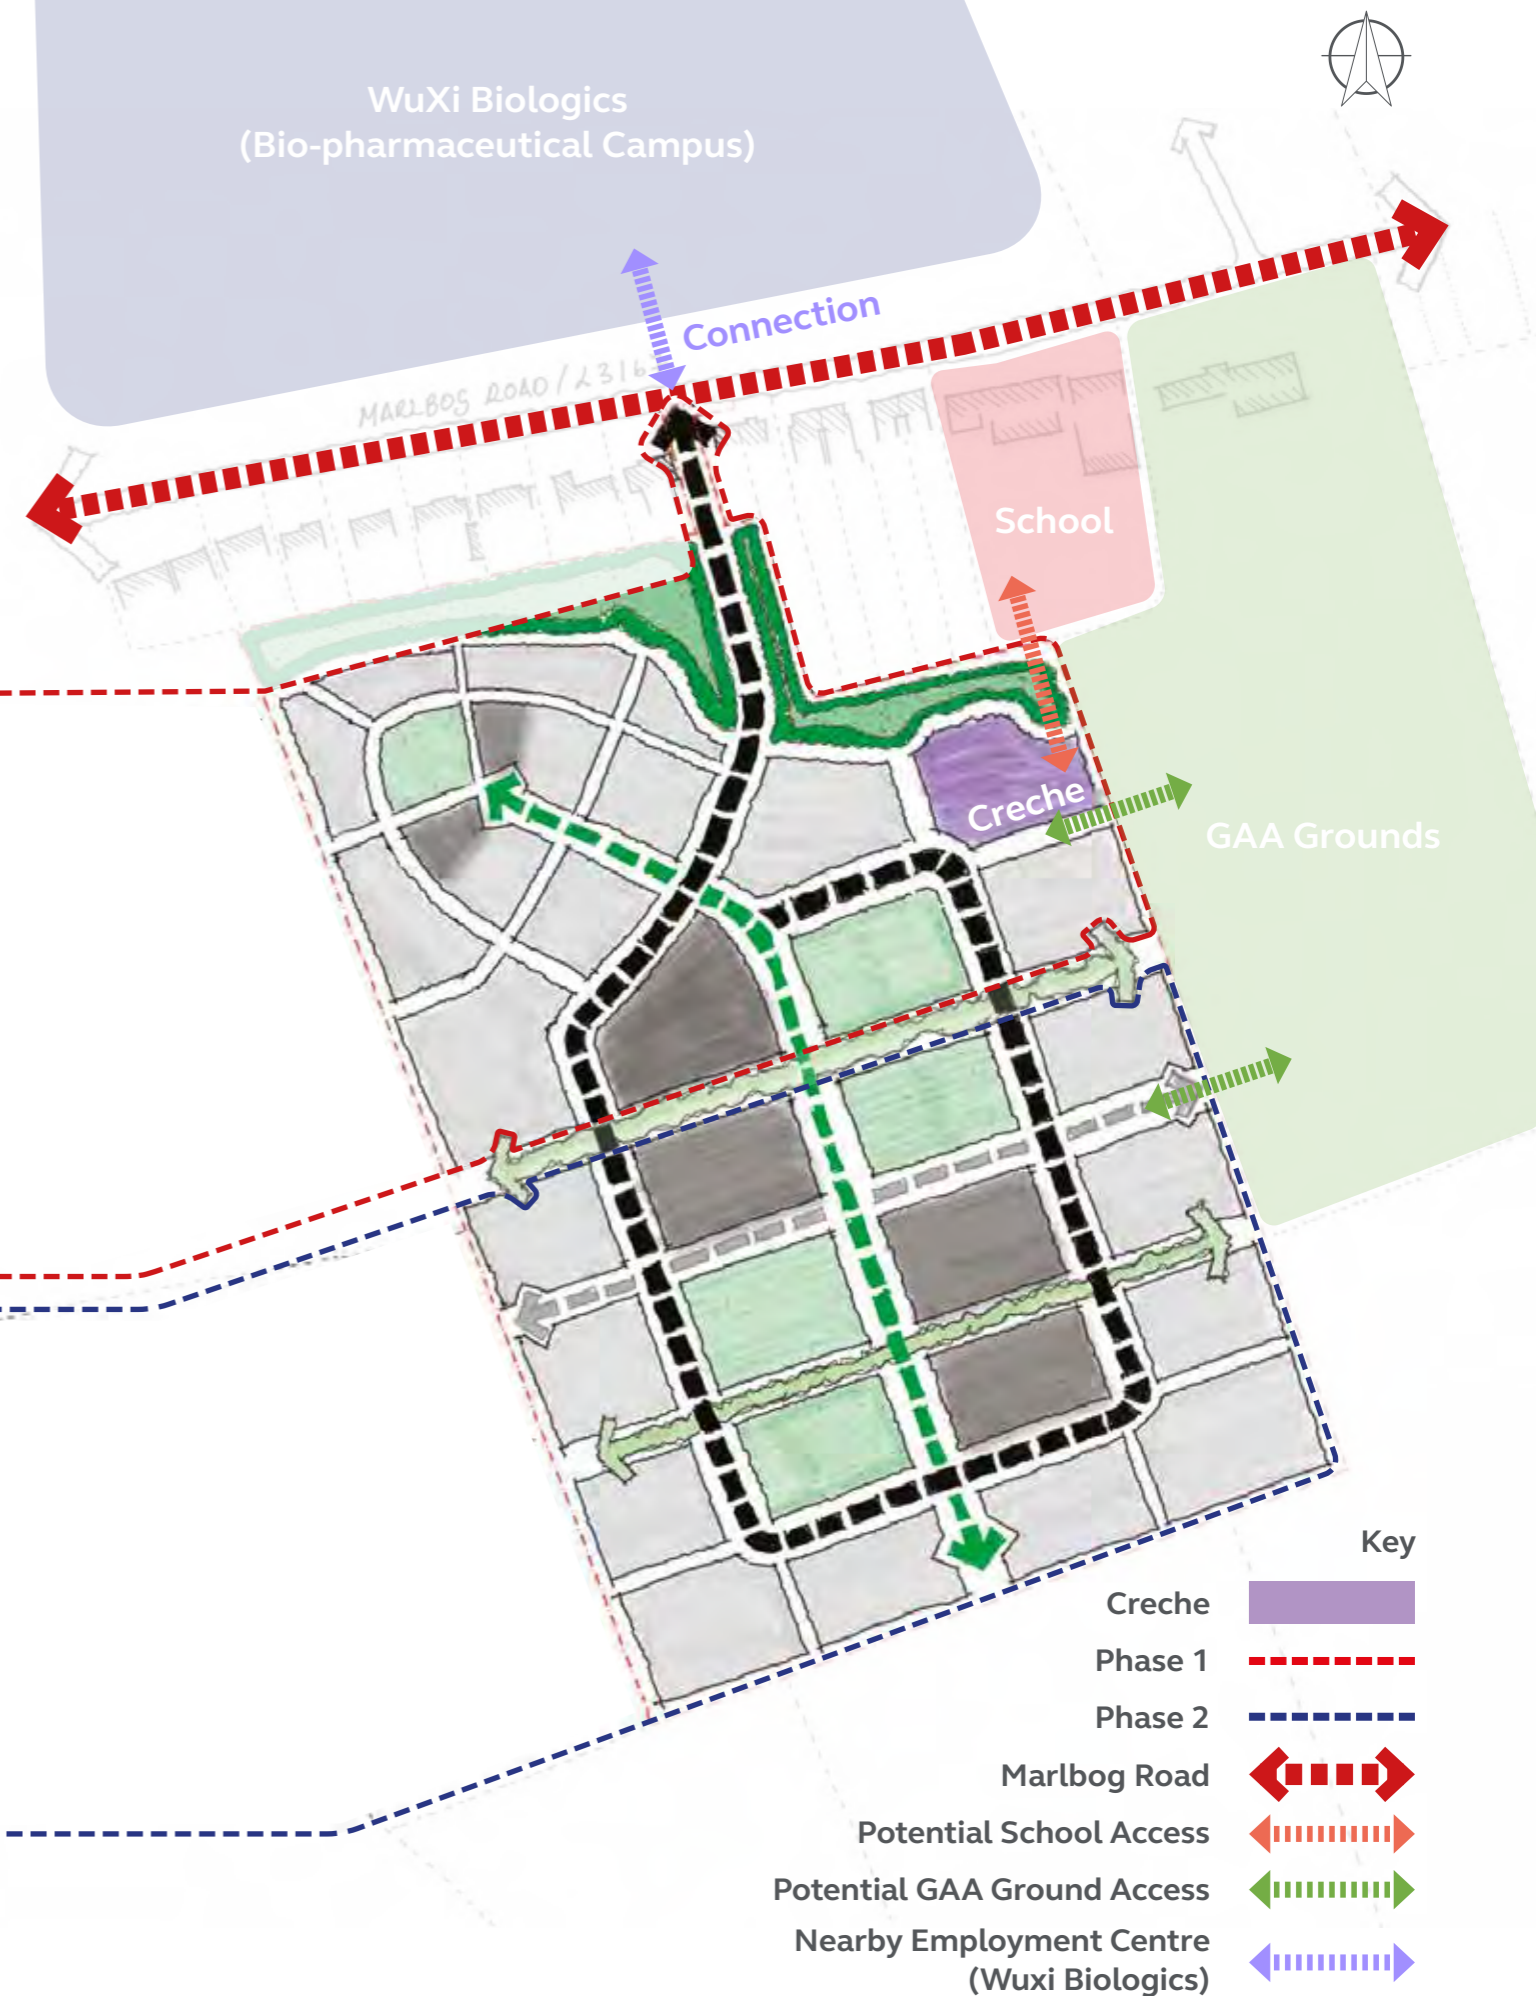 WuXi Biologics
(Bio-pharmaceutical Campus)
Connection
MARLBOG ROAD / L3163
School
Creche
GAA Grounds
Key
Creche
Phase 1
Phase 2
Marlbog Road
Potential School Access
Potential GAA Ground Access
Nearby Employment Centre
(Wuxi Biologics)